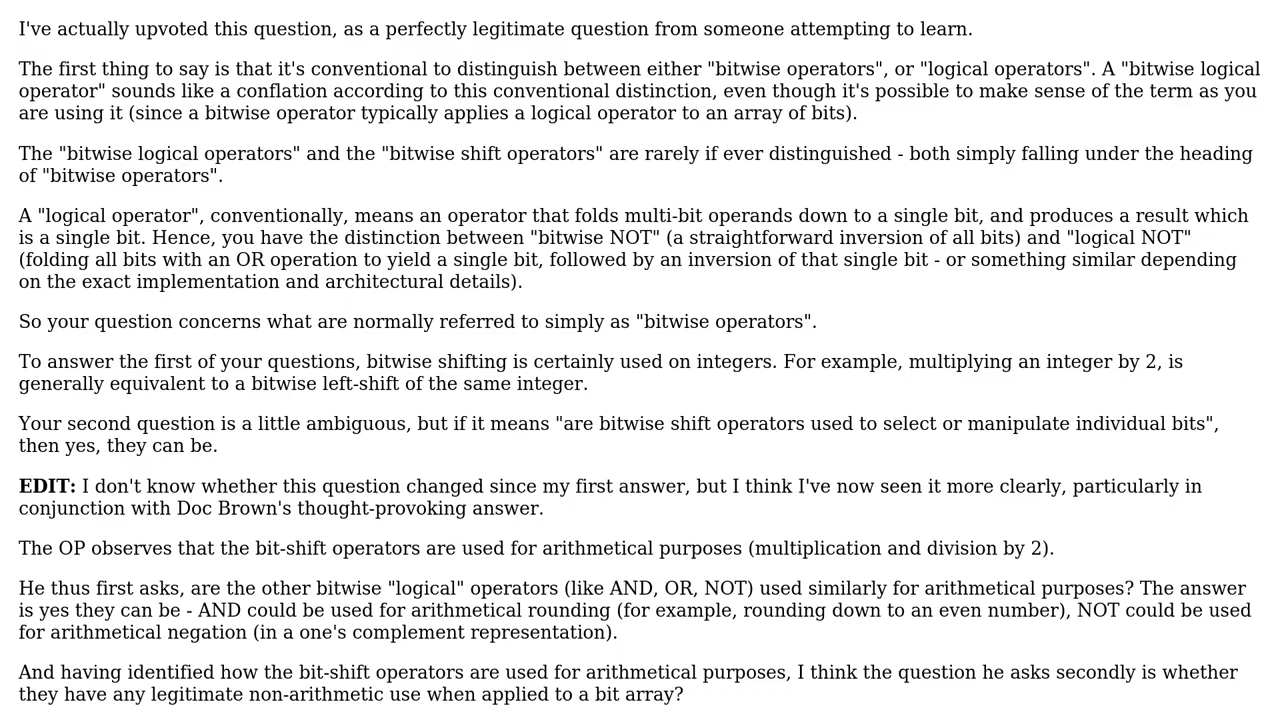 I've actually upvoted this question, as a perfectly legitimate question from someone attempting to learn.
The first thing to say is that it's conventional to distinguish between either "bitwise operators", or "logical operators". A "bitwise logical
operator" sounds like a conflation according to this conventional distinction, even though it's possible to make sense of the term as you
are using it (since a bitwise operator typically applies a logical operator to an array of bits).
The "bitwise logical operators" and the "bitwise shift operators" are rarely if ever distinguished - both simply falling under the heading
of "bitwise operators".
A "logical operator", conventionally, means an operator that folds multi-bit operands down to a single bit, and produces a result which
is a single bit. Hence, you have the distinction between "bitwise NOT" (a straightforward inversion of all bits) and "logical NOT"
(folding all bits with an OR operation to yield a single bit, followed by an inversion of that single bit - or something similar depending
on the exact implementation and architectural details).
So your question concerns what are normally referred to simply as "bitwise operators".
To answer the first of your questions, bitwise shifting is certainly used on integers. For example, multiplying an integer by 2, is
generally equivalent to a bitwise left-shift of the same integer.
Your second question is a little ambiguous, but if it means "are bitwise shift operators used to select or manipulate individual bits",
then yes, they can be.
EDIT: I don't know whether this question changed since my first answer, but I think I've now seen it more clearly, particularly in
conjunction with Doc Brown's thought-provoking answer.
The OP observes that the bit-shift operators are used for arithmetical purposes (multiplication and division by 2).
He thus first asks, are the other bitwise "logical" operators (like AND, OR, NOT) used similarly for arithmetical purposes? The answer
is yes they can be - AND could be used for arithmetical rounding (for example, rounding down to an even number), NOT could be used
for arithmetical negation (in a one's complement representation).
And having identified how the bit-shift operators are used for arithmetical purposes, I think the question he asks secondly is whether
they have any legitimate non-arithmetic use when applied to a bit array?